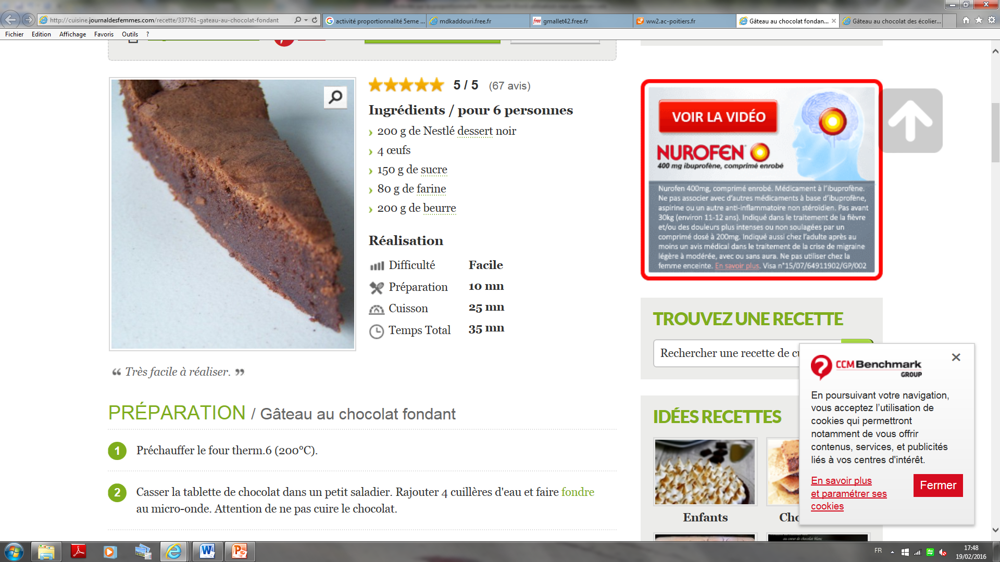 http://cuisine.journaldesfemmes.com/recette/337761-gateau-au-chocolat-fondant
activité proportionnalité 5eme ...
mdkaddouri.free.fr
free gmallet42.free.fr
ww2.ac-poitiers.fr
Gâteau au chocolat fondan...
Gâteau au chocolat des écolier...
Fichier Edition Affichage Favoris Outils ?
5 / 5 (67 avis)
Ingrédients / pour 6 personnes
200 g de Nestlé dessert noir
4 œufs
150 g de sucre
80 g de farine
200 g de beurre
Réalisation
Difficulté Facile
Préparation 10 mn
Cuisson 25 mn
Temps Total 35 mn
“ Très facile à réaliser. ”
PRÉPARATION / Gâteau au chocolat fondant
1 Préchauffer le four therm.6 (200°C).
2 Casser la tablette de chocolat dans un petit saladier. Rajouter 4 cuillères d'eau et faire fondre
au micro-onde. Attention de ne pas cuire le chocolat.
VOIR LA VIDÉO
NUROFEN
400 mg ibuprofène, comprimé enrobé
Nurofen 400mg, comprimé enrobé. Médicament à l’ibuprofène.
Ne pas associer avec d’autres médicaments à base d’ibuprofène,
aspirine ou un autre anti-inflammatoire non stéroïdien. Pas avant
30kg (environ 11-12 ans). Indiqué dans le traitement de la fièvre
et/ou des douleurs plus intenses ou non soulagées par un
comprimé dosé à 200mg. Indiqué aussi chez l’adulte après au
moins un avis médical dans le traitement de la crise de migraine
légère à modérée, avec ou sans aura. Ne pas utiliser chez la
femme enceinte. En savoir plus. Visa n°15/07/64911902/GP/002
TROUVEZ UNE RECETTE
Rechercher une recette de cu
IDÉES RECETTES
Enfants
Cho
au coeur de chocolat blanc
CCM Benchmark
GROUP
En poursuivant votre navigation,
vous acceptez l’utilisation de
cookies qui permettront
notamment de vous offrir
contenus, services, et publicités
liés à vos centres d'intérêt.
En savoir plus
et paramétrer ses
cookies
Fermer
FR
17:48
19/02/2016